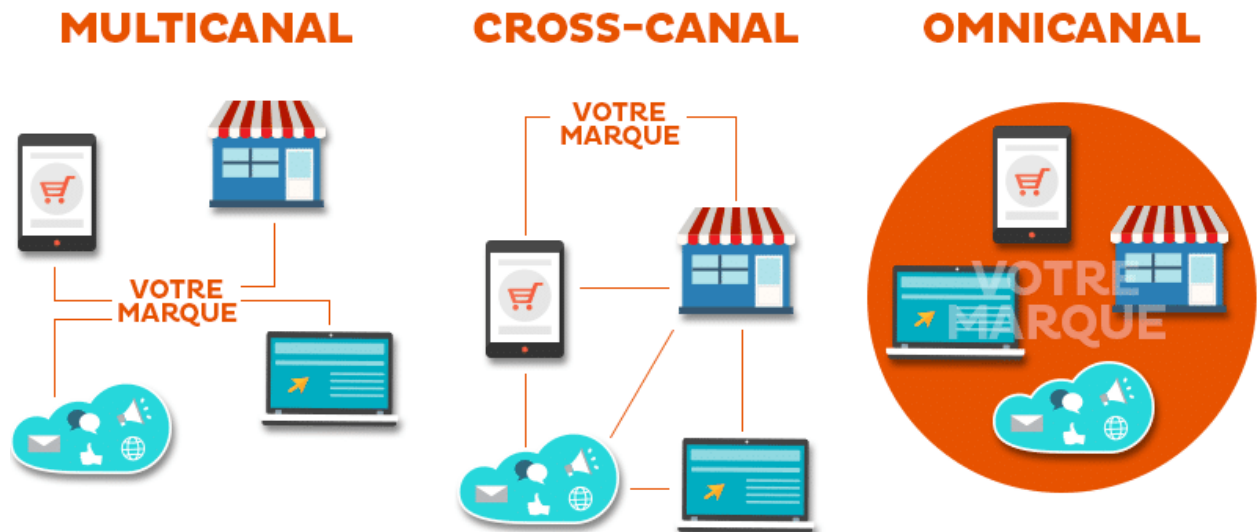 MULTICANAL
CROSS-CANAL
OMNICANAL
VOTRE
MARQUE
VOTRE
MARQUE
VOTRE
MARQUE